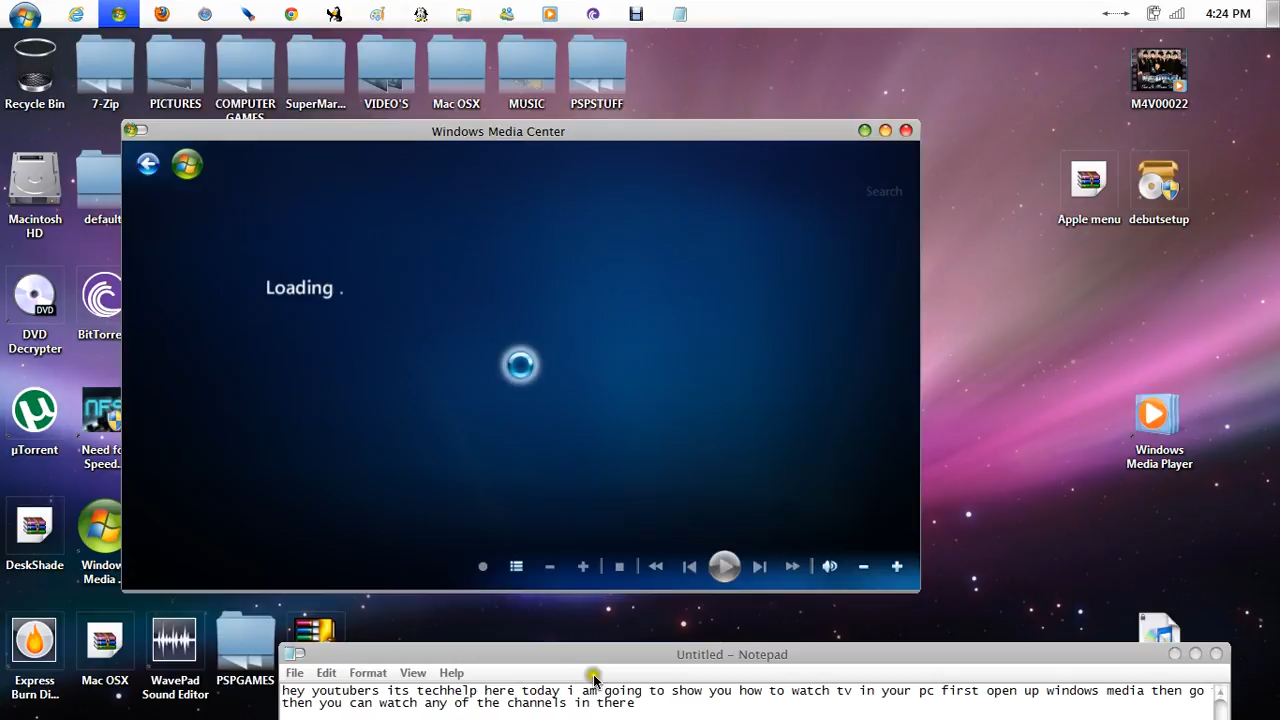 4:24 PM
Recycle Bin
7-Zip
PICTURES
COMPUTER GAMES
SuperMar...
VIDEO'S
Mac OSX
MUSIC
PSPSTUFF
M4V00022
Windows Media Center
Search
Macintosh HD
default
Apple menu
debutsetup
Loading .
DVD
DVD Decrypter
BitTorre
µTorrent
NFS
Need fo
Speed...
Windows Media Player
DeskShade
Window
Media .
Express Burn Di...
Mac OSX
WavePad Sound Editor
PSPGAMES
Untitled – Notepad
File Edit Format View Help
hey youtubers its techhelp here today i am going to show you how to watch tv in your pc first open up windows media then go
then you can watch any of the channels in there